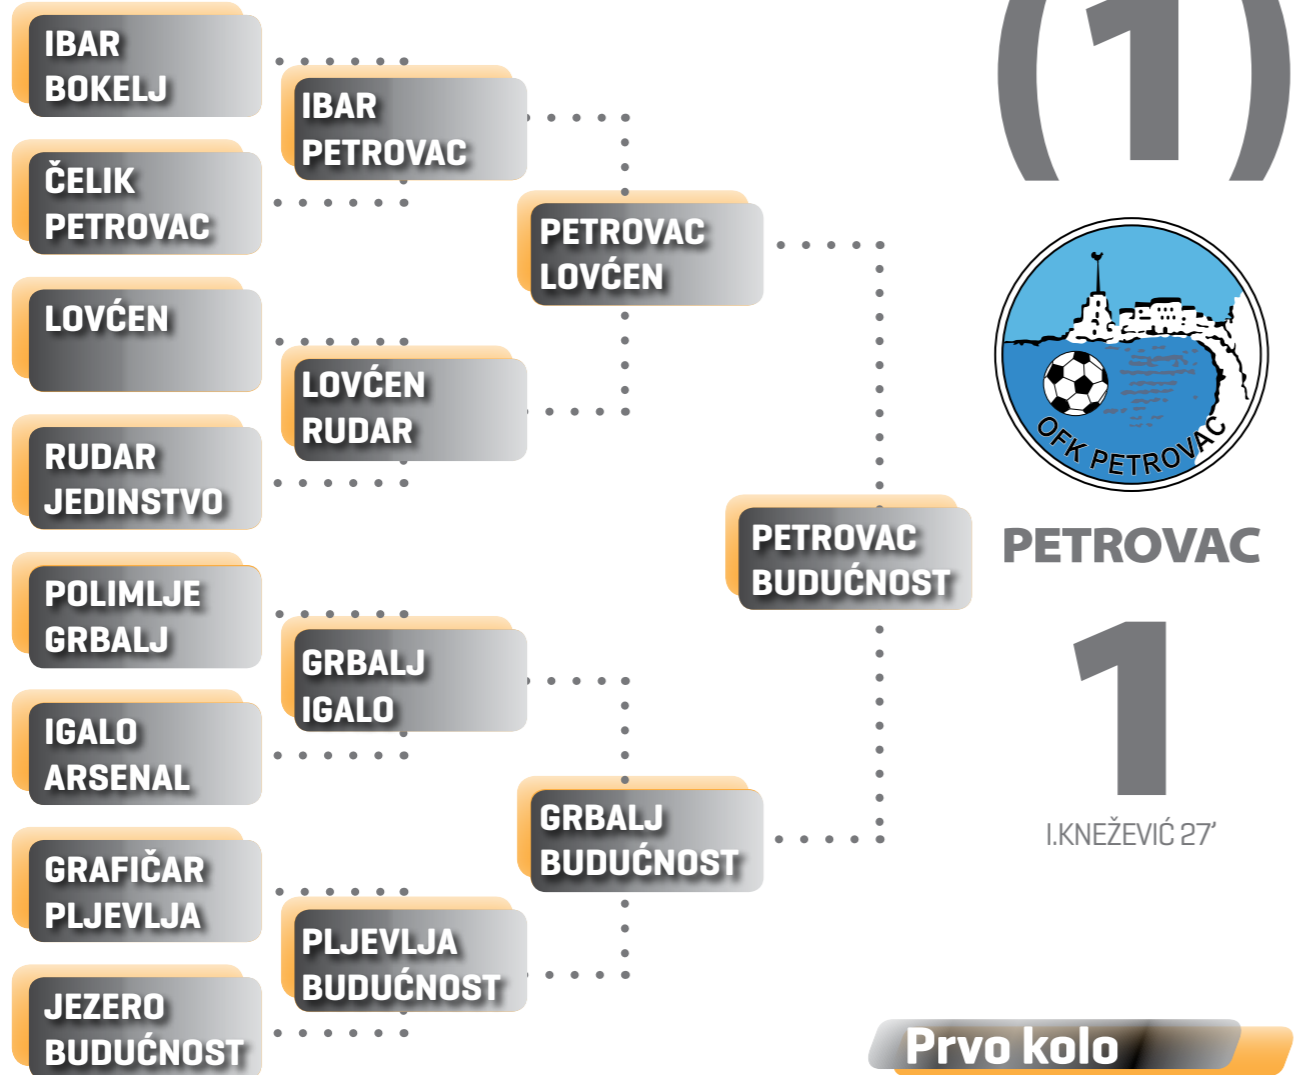 IBAR
BOKELJ
ČELIK
PETROVAC
LOVĆEN
RUDAR
JEDINSTVO
POLIMLJE
GRBALJ
IGALO
ARSENAL
GRAFIČAR
PLJEVLJA
JEZERO
BUDUĆNOST
IBAR
PETROVAC
LOVĆEN
RUDAR
GRBALJ
IGALO
PLJEVLJA
BUDUĆNOST
PETROVAC
LOVĆEN
GRBALJ
BUDUĆNOST
PETROVAC
BUDUĆNOST
(1)
OFK PETROVAC
PETROVAC
1
I.KNEŽEVIĆ 27’
Prvo kolo